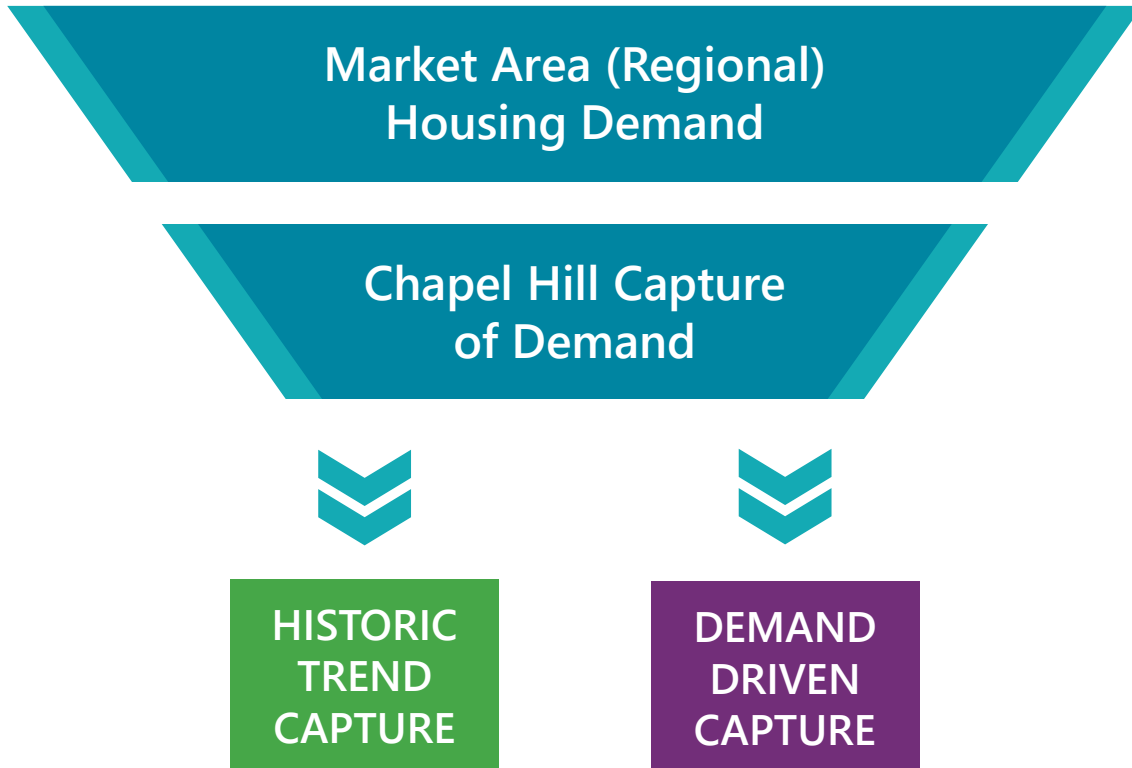 Market Area (Regional)
Housing Demand
Chapel Hill Capture
of Demand
HISTORIC
TREND
CAPTURE
DEMAND
DRIVEN
CAPTURE